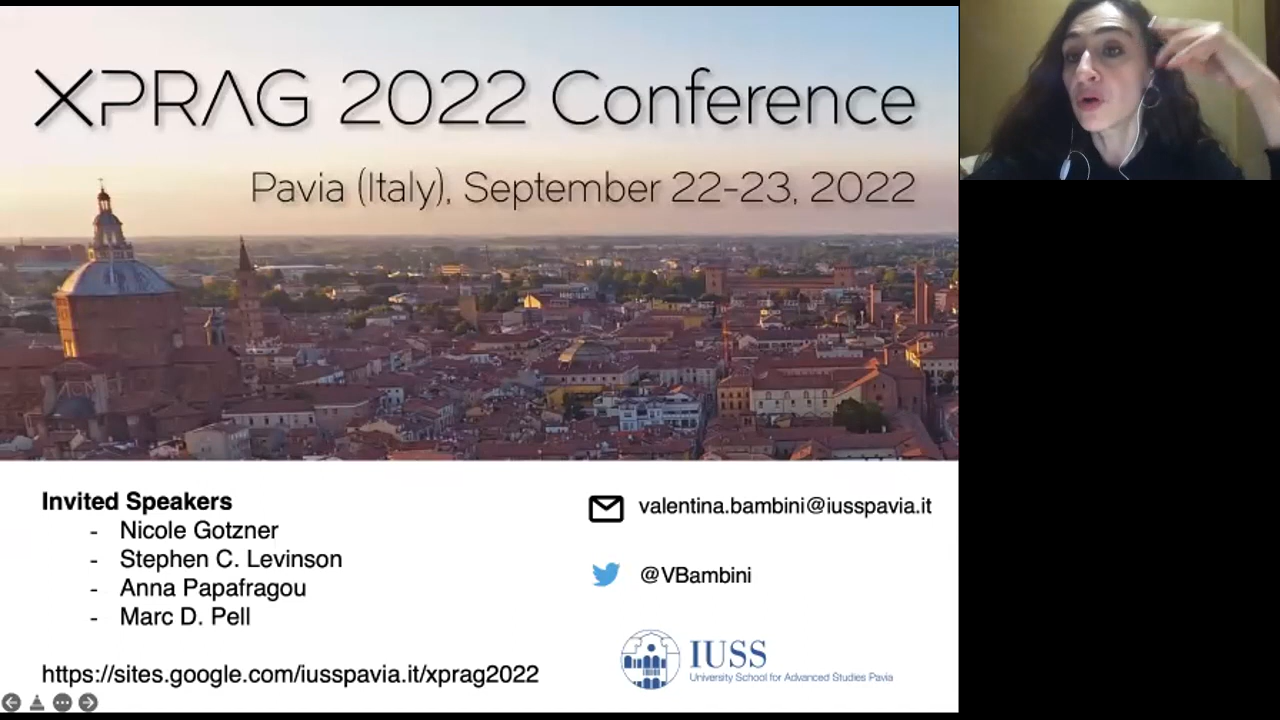 XPRAG 2022 Conference
Pavia (Italy), September 22-23, 2022
Invited Speakers
- Nicole Gotzner
- Stephen C. Levinson
- Anna Papafragou
- Marc D. Pell
https://sites.google.com/iusspavia.it/xprag2022
valentina.bambini@iusspavia.it
@VBambini
IUSS
University School for Advanced Studies Pavia